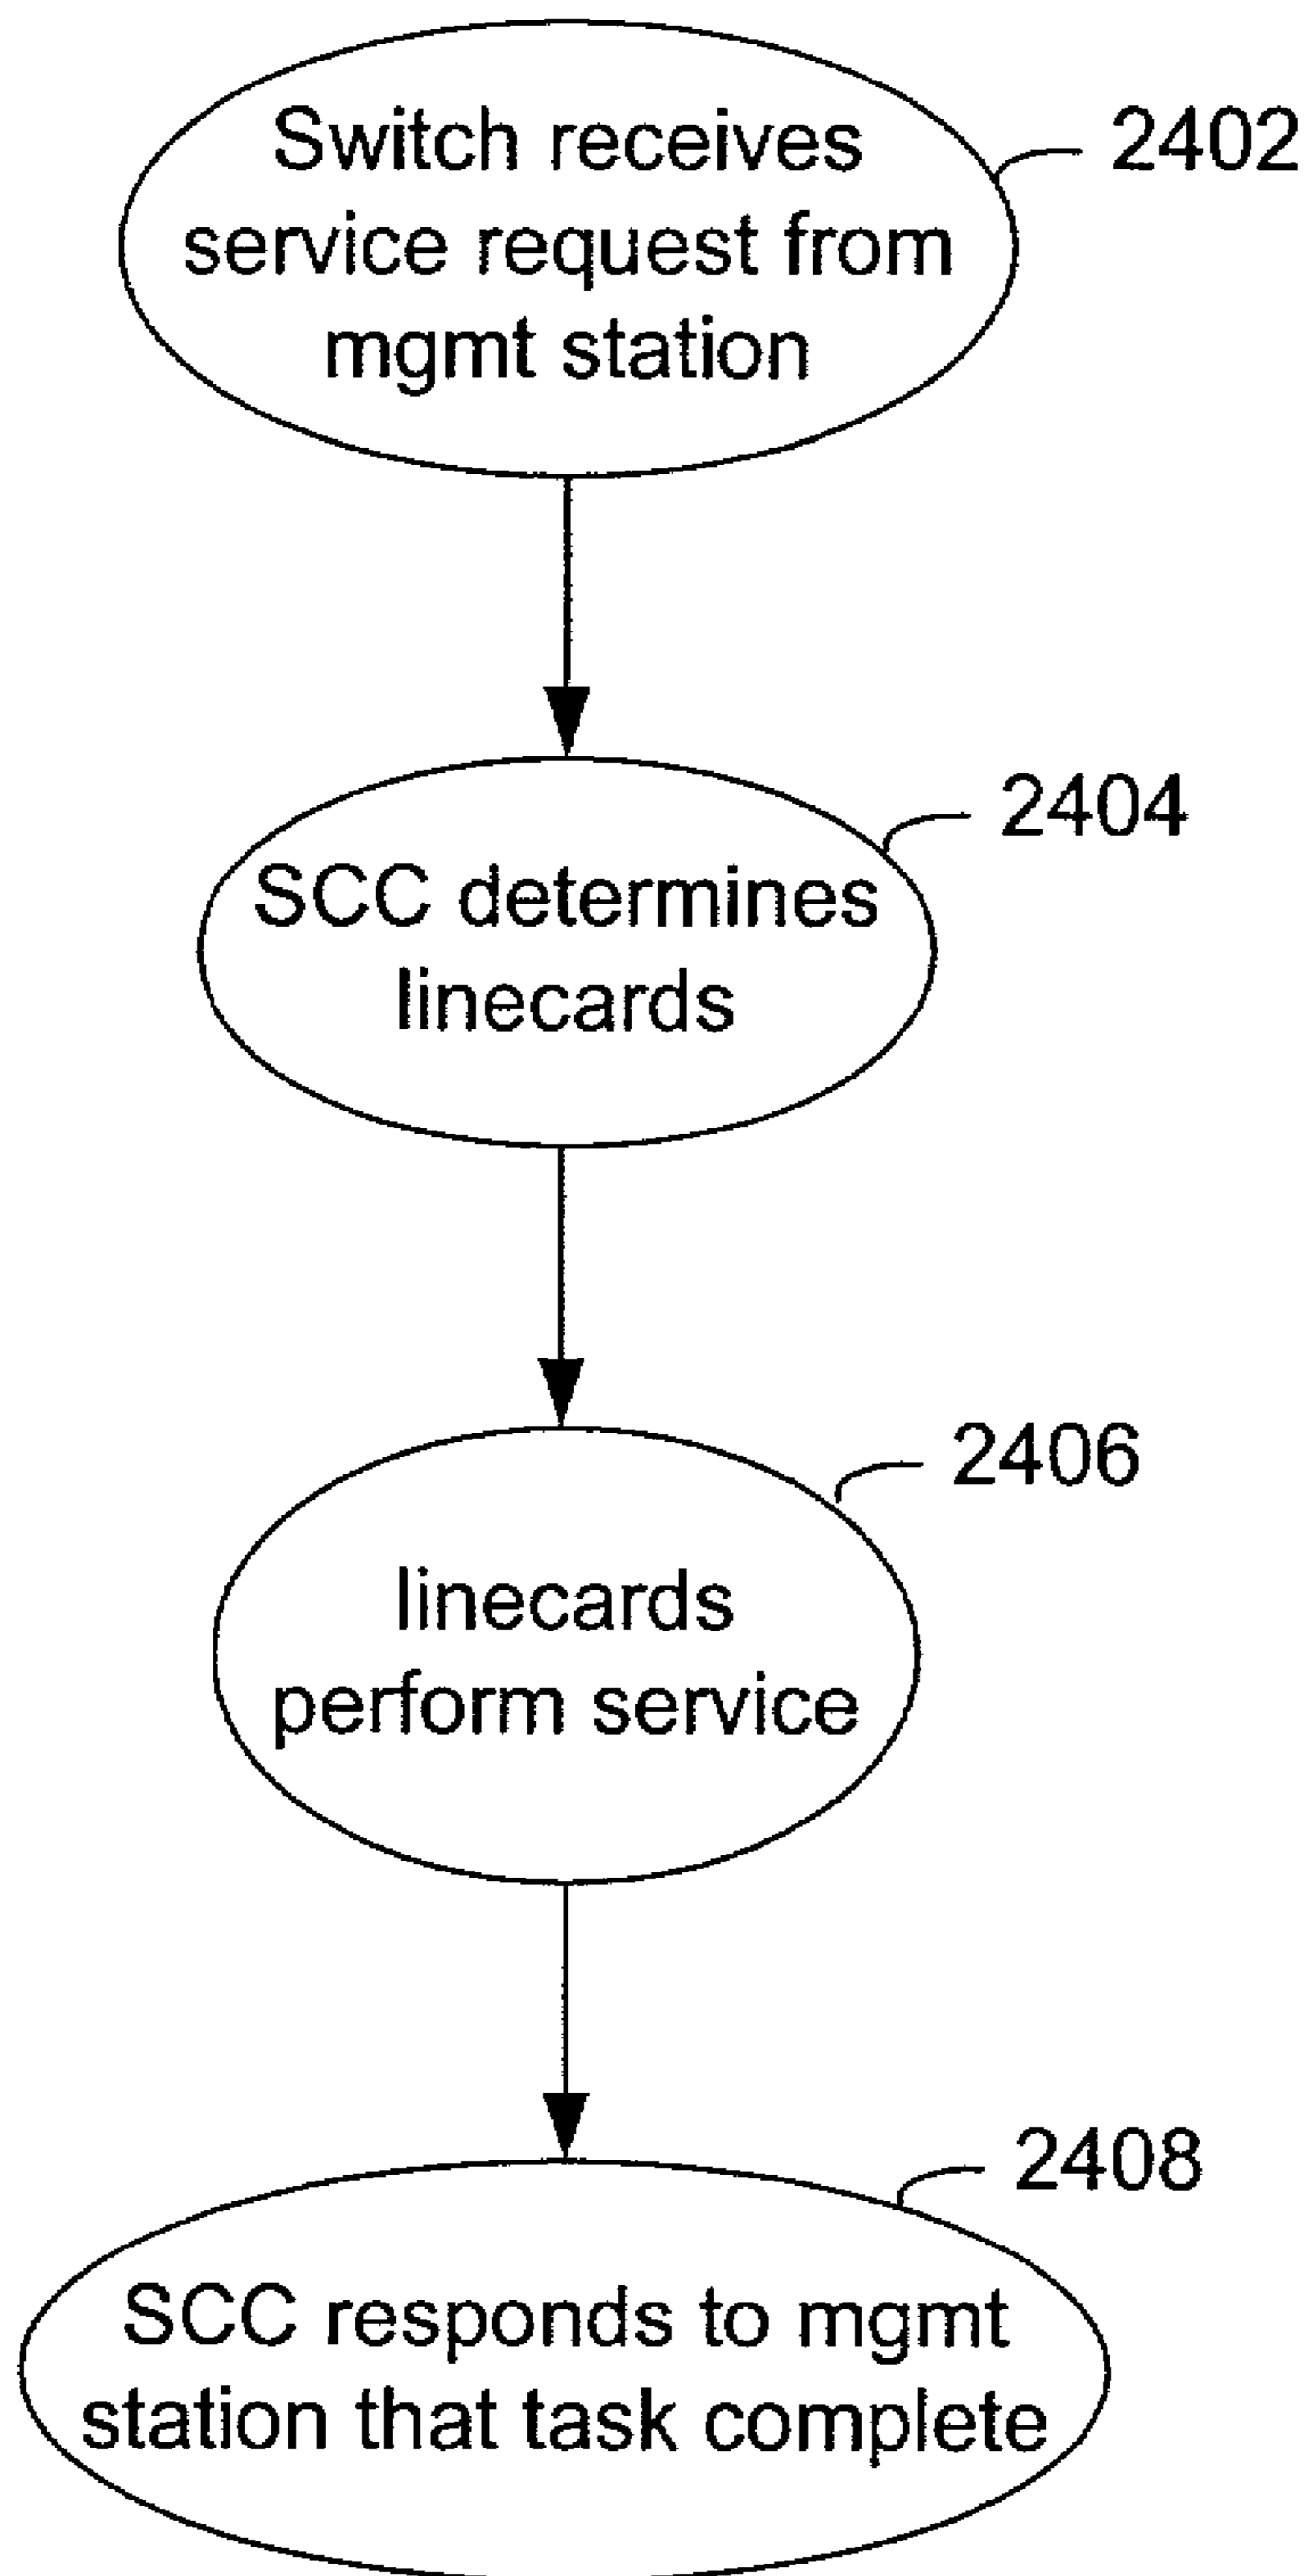 Switch receives
service request from
mgmt station
2402
SCC determines
linecards
2404
linecards
perform service
2406
SCC responds to mgmt
station that task complete
2408